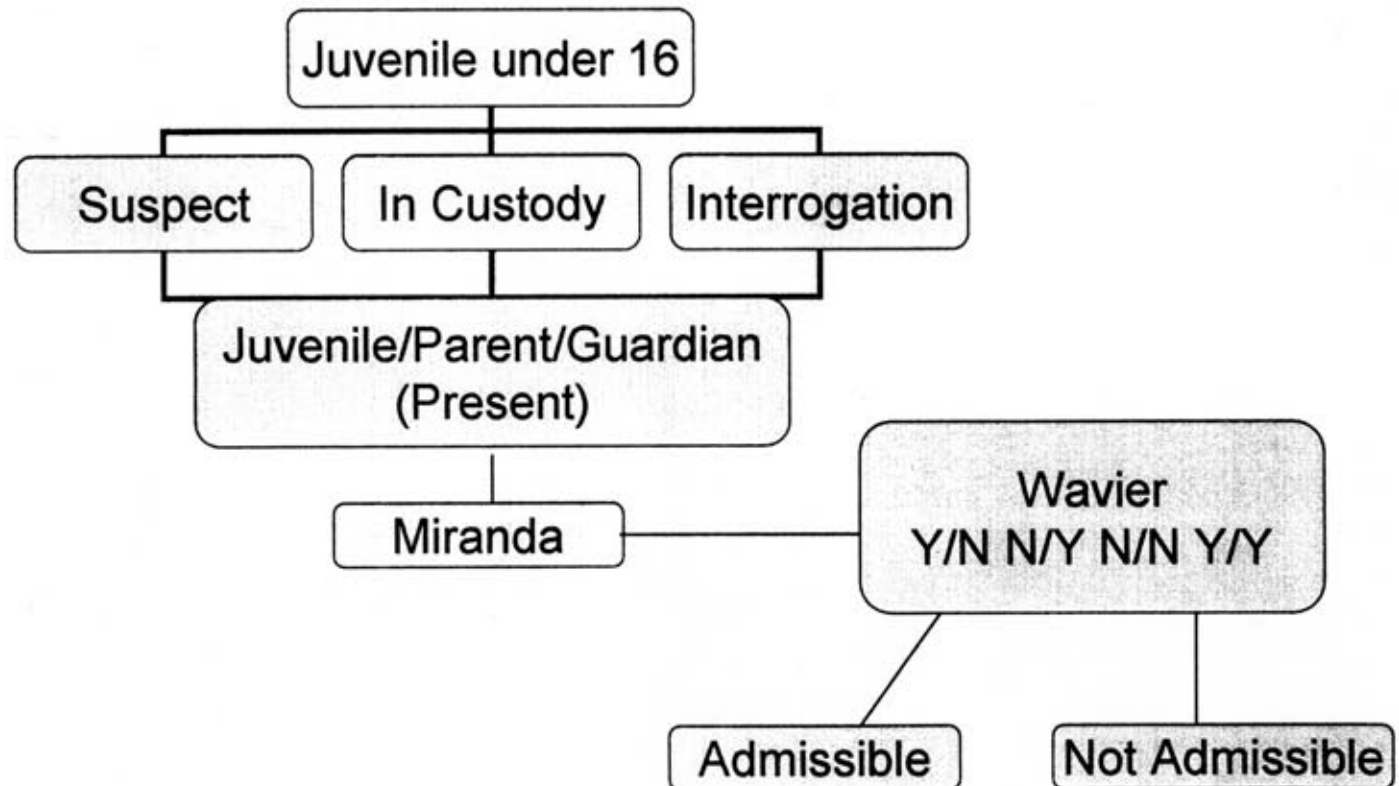 Juvenile under 16
Suspect
In Custody
Interrogation
Juvenile/Parent/Guardian
(Present)
Miranda
Wavier
Y/N N/Y N/N Y/Y
Admissible
Not Admissible